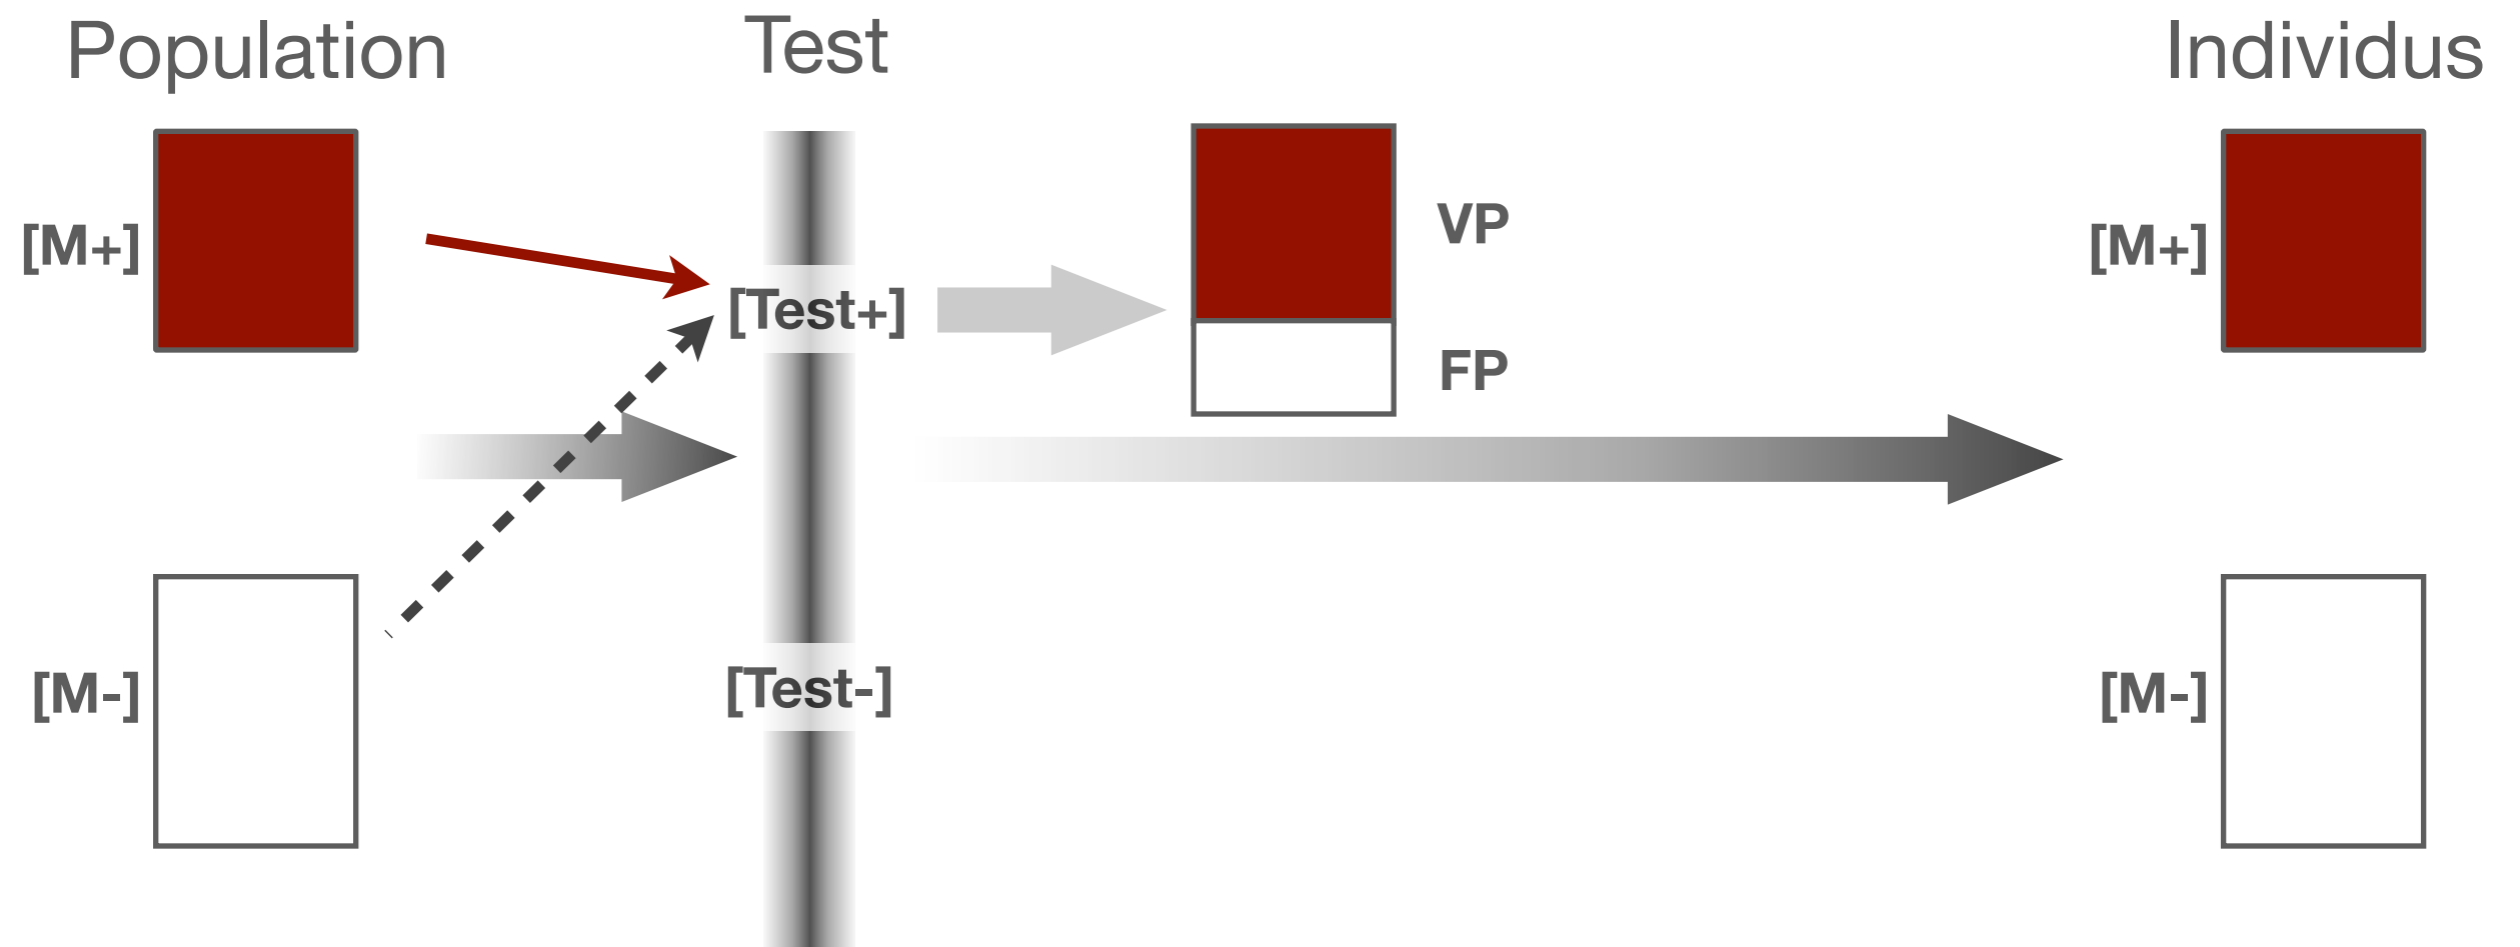 Population
Test
Individus
[M+]
[Test+]
VP
FP
[M+]
[M-]
[Test-]
[M-]